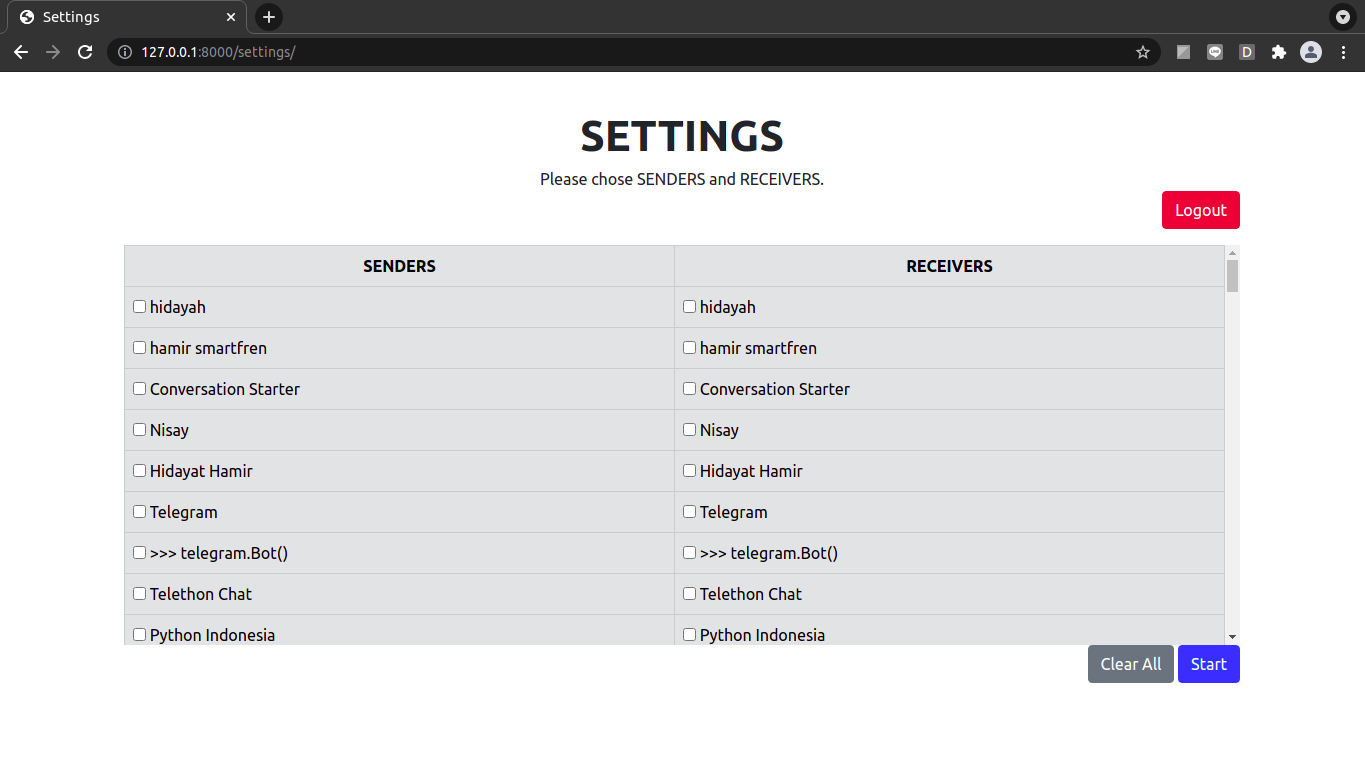 Settings
127.0.0.1:8000/settings/
D
SETTINGS
Please chose SENDERS and RECEIVERS.
Logout
SENDERS RECEIVERS
hidayah hidayah
hamir smartfren hamir smartfren
Conversation Starter Conversation Starter
Nisay Nisay
Hidayat Hamir Hidayat Hamir
Telegram Telegram
>>> telegram.Bot() >>> telegram.Bot()
Telethon Chat Telethon Chat
Python Indonesia Python Indonesia
Clear All Start